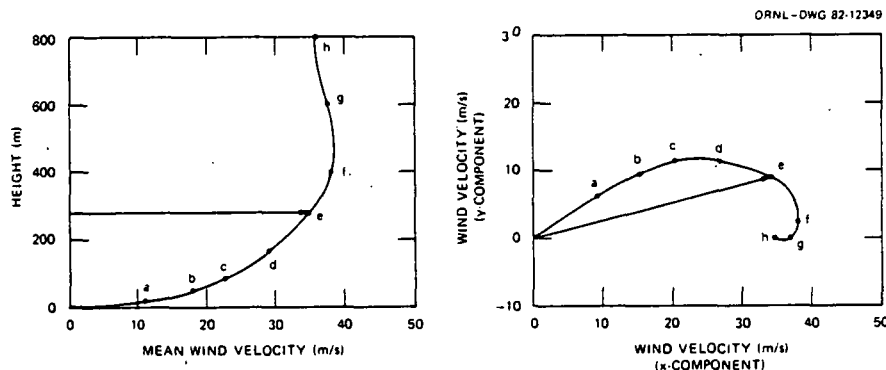 ORNL-DWG 82-12349
800
600
400
200
0
HEIGHT (m)
h
g
f
e
d
c
b
a
0 10 20 30 40 50
MEAN WIND VELOCITY (m/s)
30
20
10
0
-10
WIND VELOCITY (m/s)
(y-COMPONENT)
a
b
c
d
e
f
g
h
0 10 20 30 40 50
WIND VELOCITY (m/s)
(x-COMPONENT)